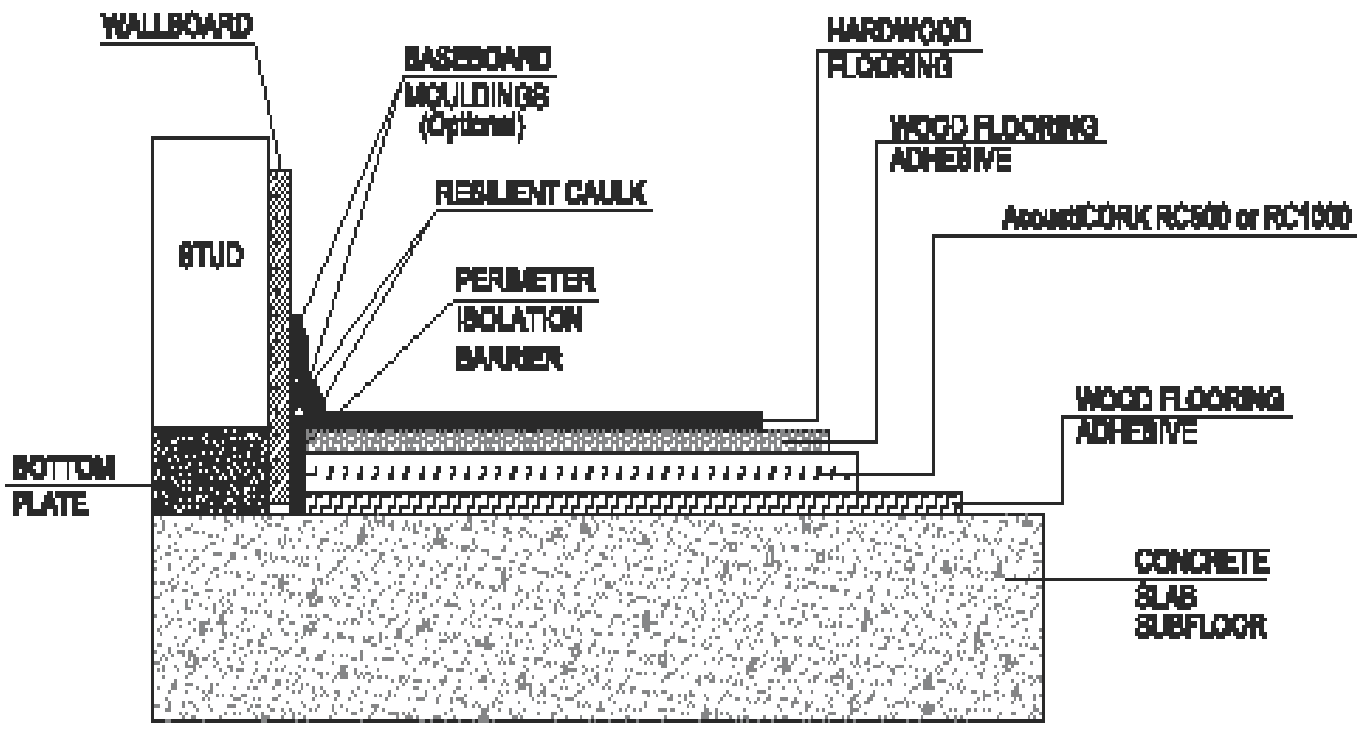 WALLBOARD
BASEBOARD
MOULDINGS
(Optional)
RESILIENT CAULK
PERIMETER
ISOLATION
BARRIER
STUD
BOTTOM
PLATE
HARDWOOD
FLOORING
WOOD FLOORING
ADHESIVE
AcoustiCORK RC500 or RC1000
WOOD FLOORING
ADHESIVE
CONCRETE
SLAB
SUBFLOOR